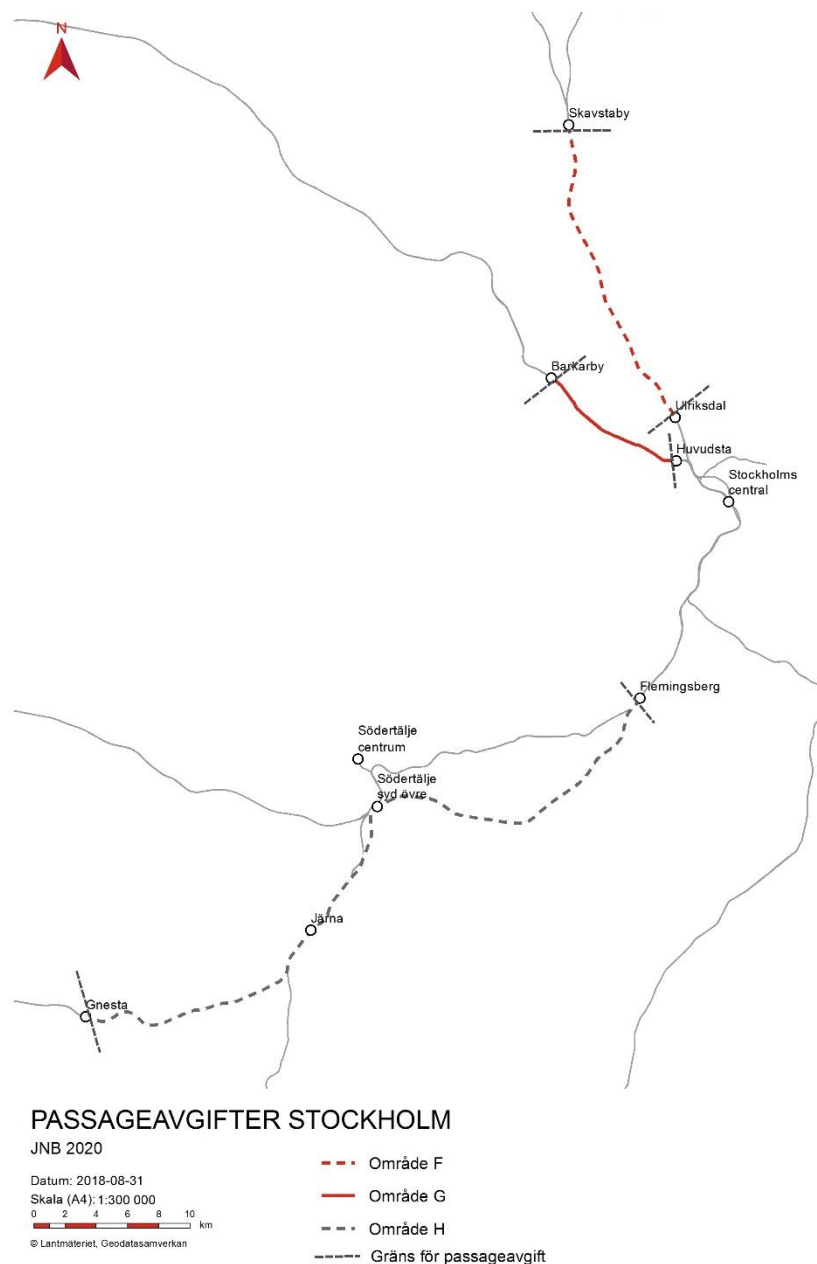 N
Skavstaby
Barkarby
Ulriksdal
Huvudsta
Stockholms
central
Flemingsberg
Södertälje
centrum
Södertälje
syd övre
Järna
Gnesta
PASSAGEAVGIFTER STOCKHOLM
JNB 2020
Datum: 2018-08-31
Skala (A4): 1:300 000
0 2 4 6 8 10
km
© Lantmäteriet, Geodatasamverkan
Område F
Område G
Område H
Gräns för passageavgift